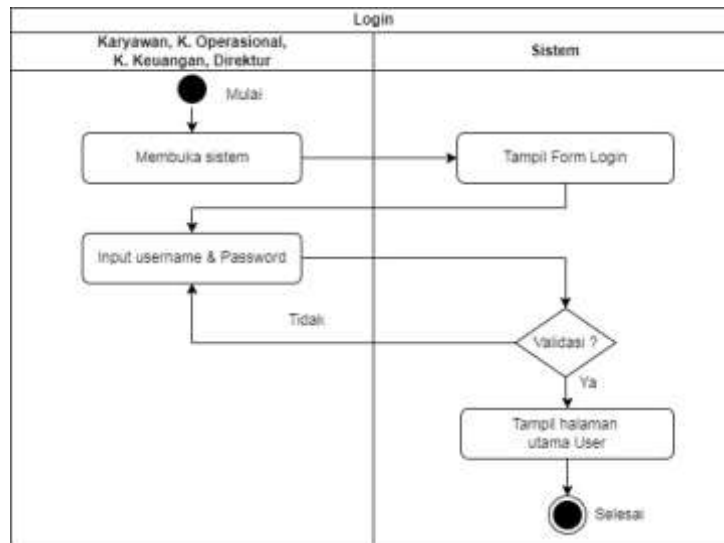 Login
Karyawan, K. Operasional,
K. Keuangan, Direktur
Sistem
Mulai
Membuka sistem
Tampil Form Login
Input username & Password
Tidak
Validasi ?
Ya
Tampil halaman
utama User
Selesai